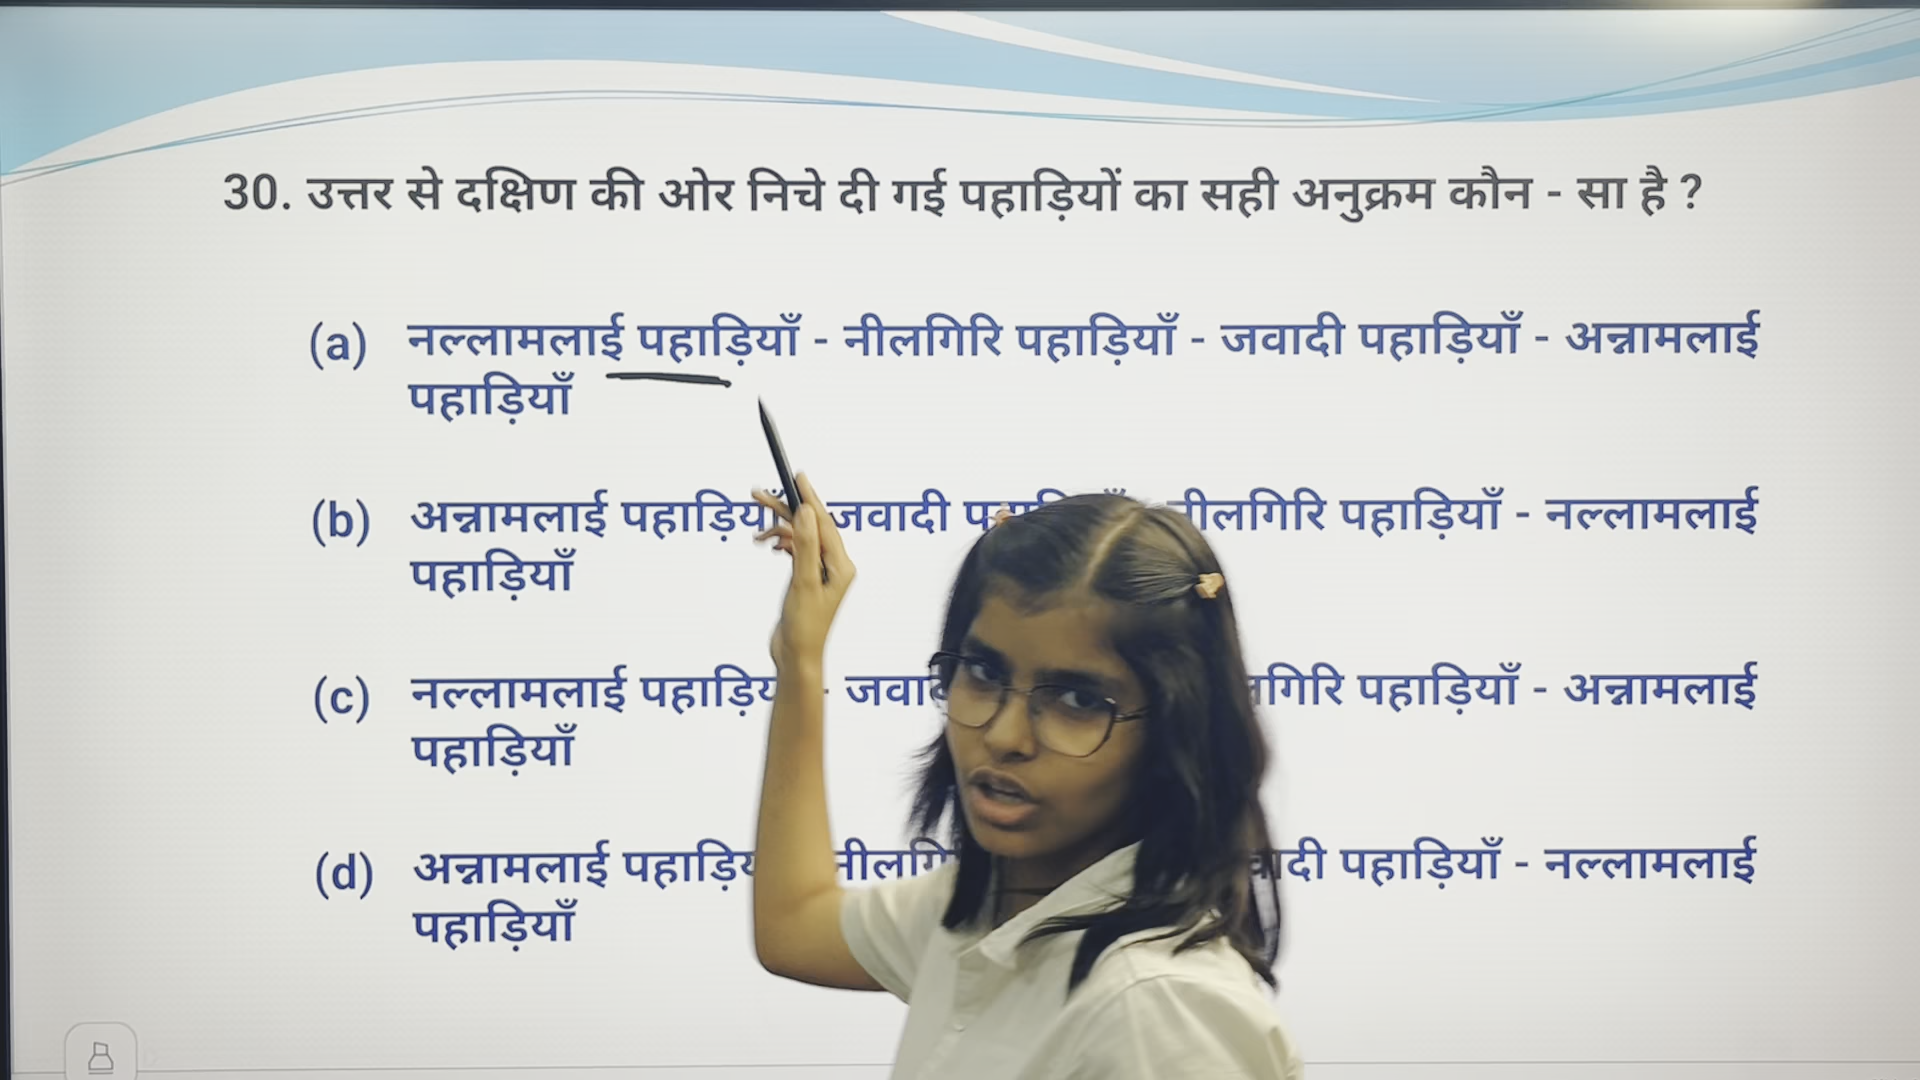 30. उत्तर से दक्षिण की ओर निचे दी गई पहाड़ियों का सही अनुक्रम कौन - सा है ?
(a) नल्लामलाई पहाड़ियाँ - नीलगिरि पहाड़ियाँ - जवादी पहाड़ियाँ - अन्नामलाई
पहाड़ियाँ
(b) अन्नामलाई पहाड़ियाँ जवादी पहाड़ियाँ नीलगिरि पहाड़ियाँ - नल्लामलाई
पहाड़ियाँ
(c) नल्लामलाई पहाड़ियाँ - जवादी पहाड़ियाँ - अन्नामलाई
पहाड़ियाँ
(d) अन्नामलाई पहाड़ियाँ नीलगिरि जवादी पहाड़ियाँ - नल्लामलाई
पहाड़ियाँ